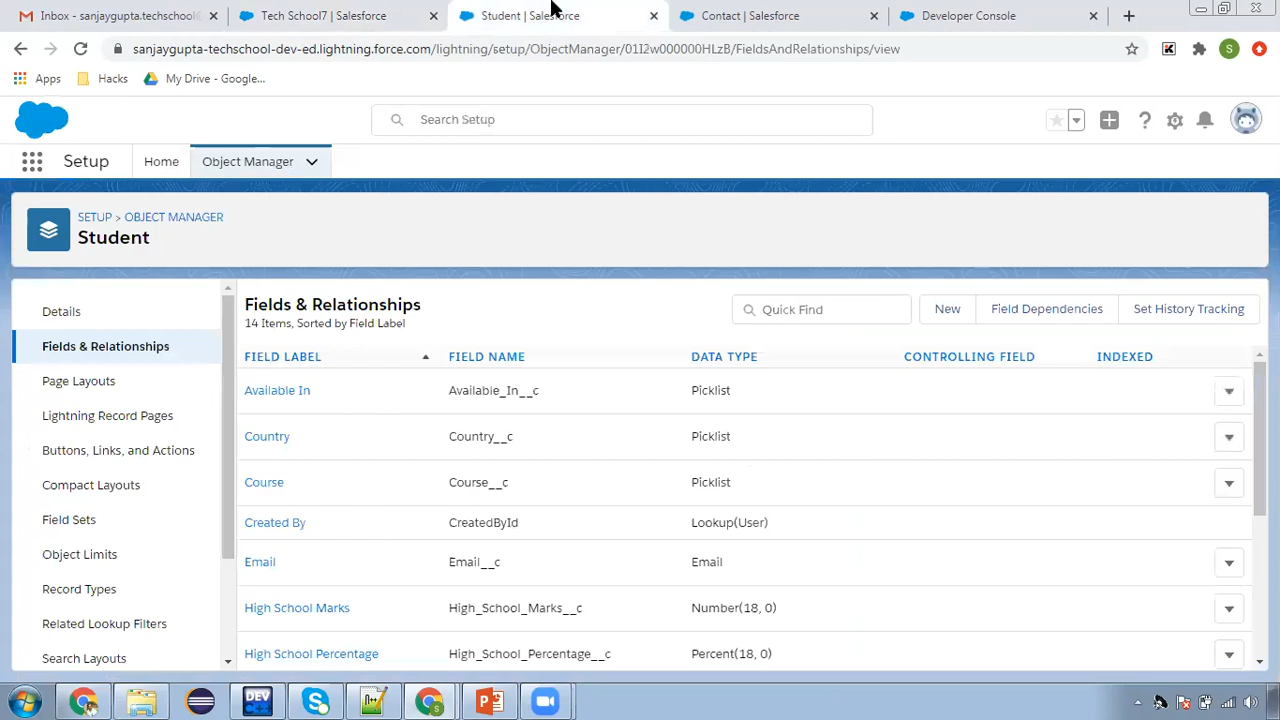 Inbox - sanjaygupta.techschool
Tech School7 | Salesforce
Student | Salesforce
Contact | Salesforce
Developer Console
sanjaygupta-techschool-dev-ed.lightning.force.com/lightning/setup/ObjectManager/01I2w000000HLzB/FieldsAndRelationships/view
S
Apps
Hacks
My Drive - Google...
Search Setup
Setup
Home
Object Manager
SETUP > OBJECT MANAGER
Student
Details
Fields & Relationships
Page Layouts
Lightning Record Pages
Buttons, Links, and Actions
Compact Layouts
Field Sets
Object Limits
Record Types
Related Lookup Filters
Search Layouts
Fields & Relationships
14 Items, Sorted by Field Label
Quick Find
New
Field Dependencies
Set History Tracking
FIELD LABEL FIELD NAME DATA TYPE CONTROLLING FIELD INDEXED
Available In Available_In__c Picklist
Country Country__c Picklist
Course Course__c Picklist
Created By CreatedById Lookup(User)
Email Email__c Email
High School Marks High_School_Marks__c Number(18, 0)
High School Percentage High_School_Percentage__c Percent(18, 0)
DEV